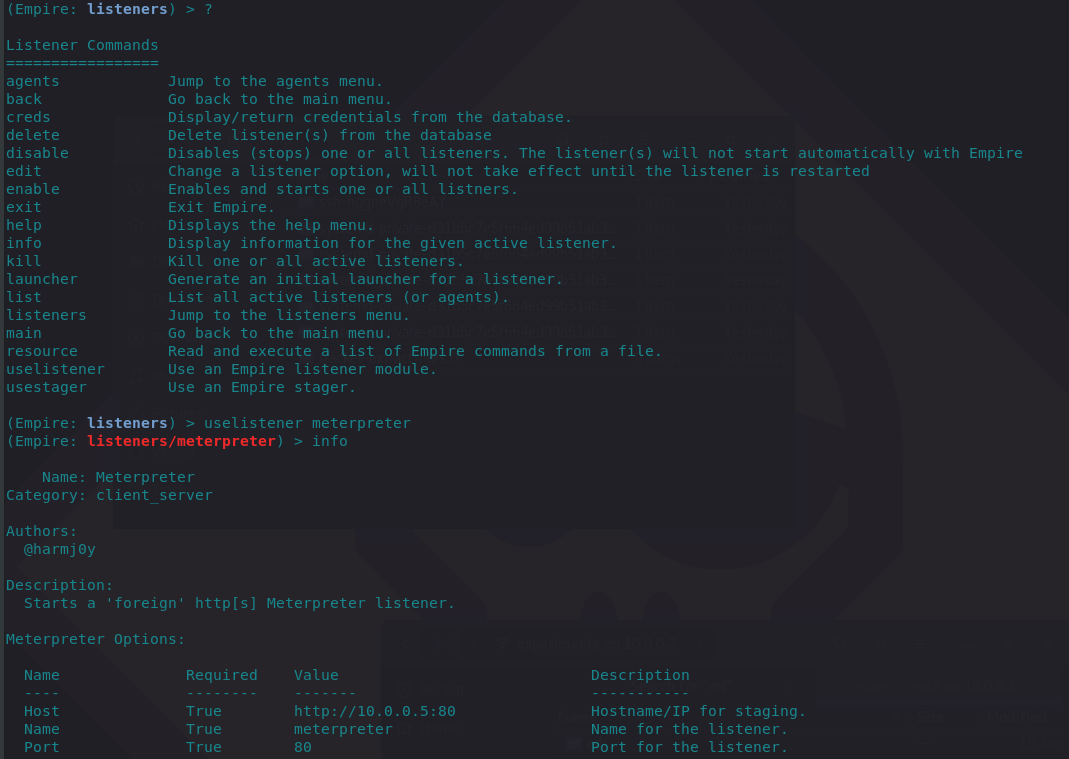 (Empire: listeners) > ?
Listener Commands
=================
agents            Jump to the agents menu.
back              Go back to the main menu.
creds             Display/return credentials from the database.
delete            Delete listener(s) from the database
disable           Disables (stops) one or all listeners. The listener(s) will not start automatically with Empire
edit              Change a listener option, will not take effect until the listener is restarted
enable            Enables and starts one or all listners.
exit              Exit Empire.
help              Displays the help menu.
info              Display information for the given active listener.
kill              Kill one or all active listeners.
launcher          Generate an initial launcher for a listener.
list              List all active listeners (or agents).
listeners         Jump to the listeners menu.
main              Go back to the main menu.
resource          Read and execute a list of Empire commands from a file.
uselistener       Use an Empire listener module.
usestager         Use an Empire stager.
(Empire: listeners) > uselistener meterpreter
(Empire: listeners/meterpreter) > info
    Name: Meterpreter
Category: client_server
Authors:
  @harmj0y
Description:
  Starts a 'foreign' http[s] Meterpreter listener.
Meterpreter Options:
  Name              Required    Value                            Description
  ----              --------    -------                          -----------
  Host              True        http://10.0.0.5:80               Hostname/IP for staging.
  Name              True        meterpreter                      Name for the listener.
  Port              True        80                               Port for the listener.